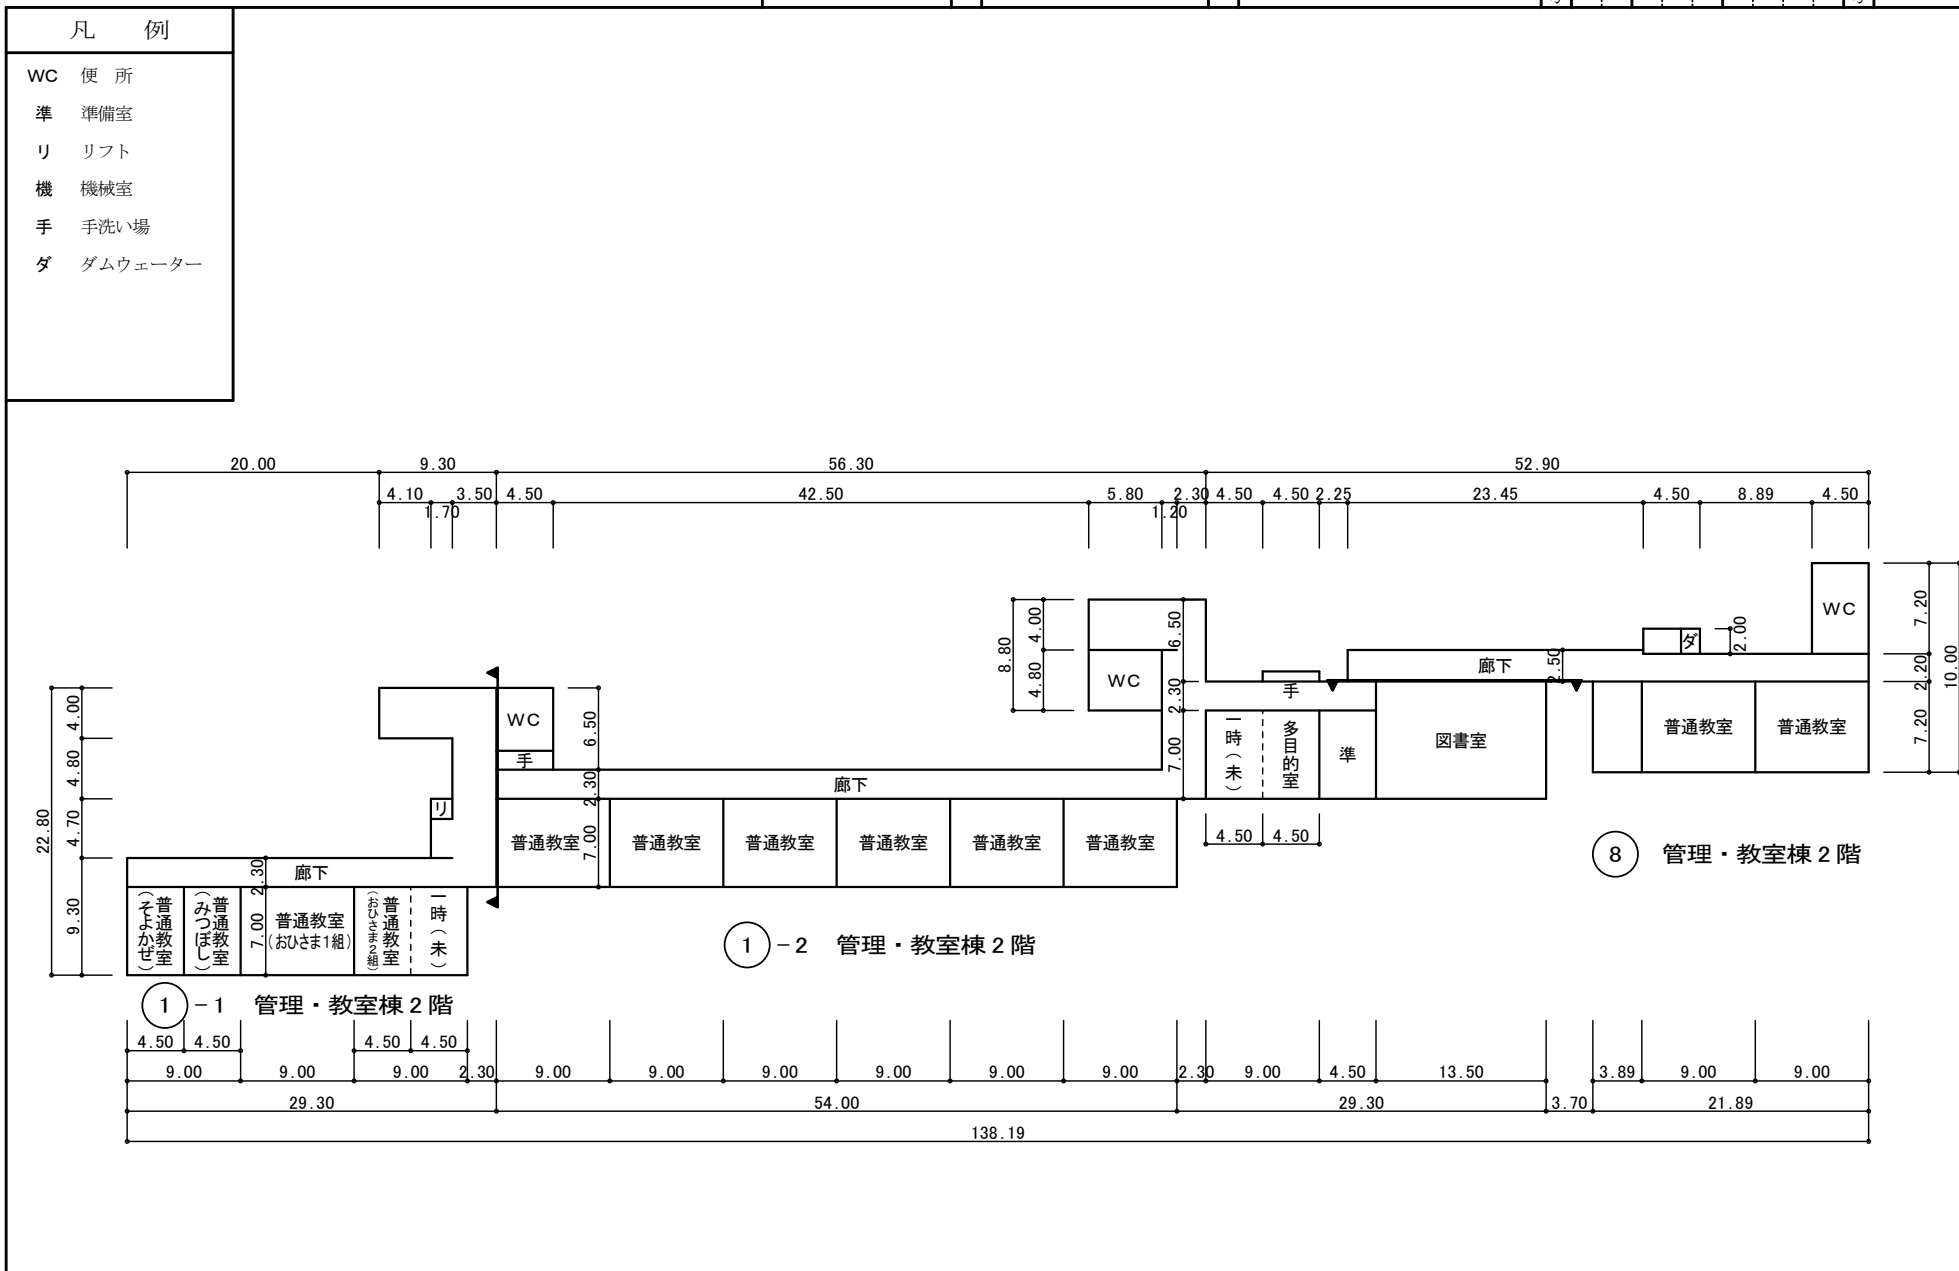 凡　例
WC 便 所
準 準備室
リ リフト
機 機械室
手 手洗い場
ダ ダムウェーター
20.00 9.30 56.30 52.90
4.10 3.50 4.50 42.50 5.80 2.30 4.50 4.50 2.25 23.45 4.50 8.89 4.50
1.70 1.20
8.80
4.00
4.80
WC
6.50
2.30
7.00
手
一時（未）
多目的室
準
図書室
廊下
2.50
ダ
2.00
WC
7.20
2.20
7.20
10.00
普通教室 普通教室
4.50 4.50
8 管理・教室棟2階
22.80
4.00
4.80
4.70
9.30
WC
手
6.50
2.30
7.00
リ
廊下
普通教室 普通教室 普通教室 普通教室 普通教室 普通教室
1 -2 管理・教室棟2階
廊下
2.30
7.00
普通教室
（そよかぜ）
普通教室
（みつぼし）
普通教室
（おひさま1組）
普通教室
（おひさま2組）
一時（未）
1 -1 管理・教室棟2階
4.50 4.50 4.50 4.50
9.00 9.00 9.00 2.30 9.00 9.00 9.00 9.00 9.00 9.00 2.30 9.00 4.50 13.50 3.89 9.00 9.00
29.30 54.00 29.30 3.70 21.89
138.19